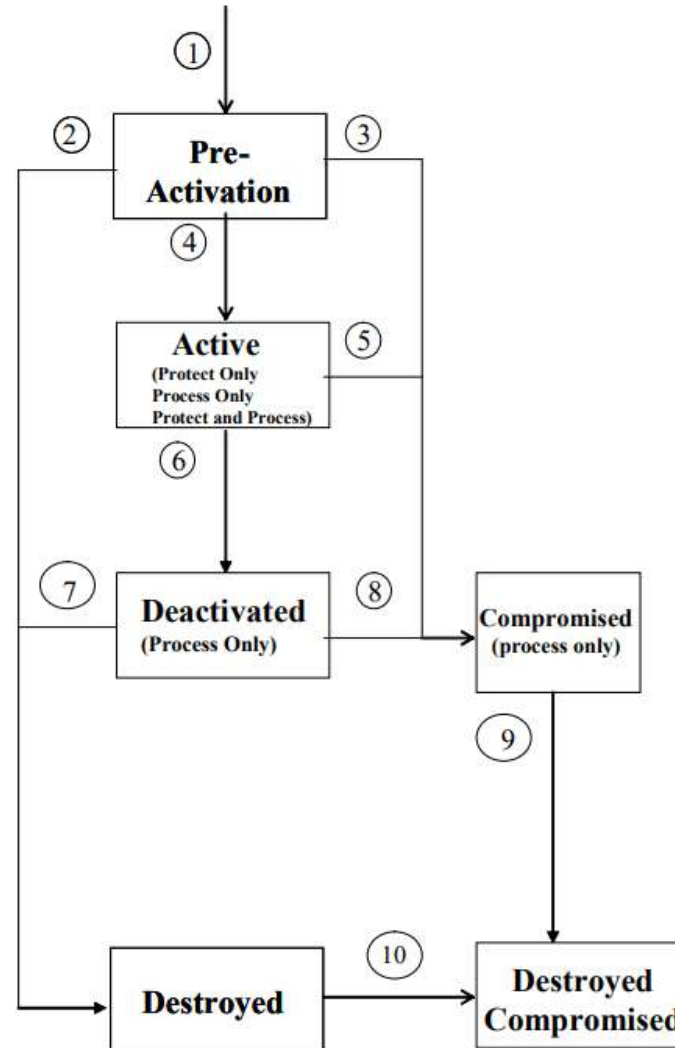 1
2
3
Pre-
Activation
4
Active
(Protect Only
Process Only
Protect and Process)
5
6
7
Deactivated
(Process Only)
8
Compromised
(process only)
9
10
Destroyed
Destroyed
Compromised